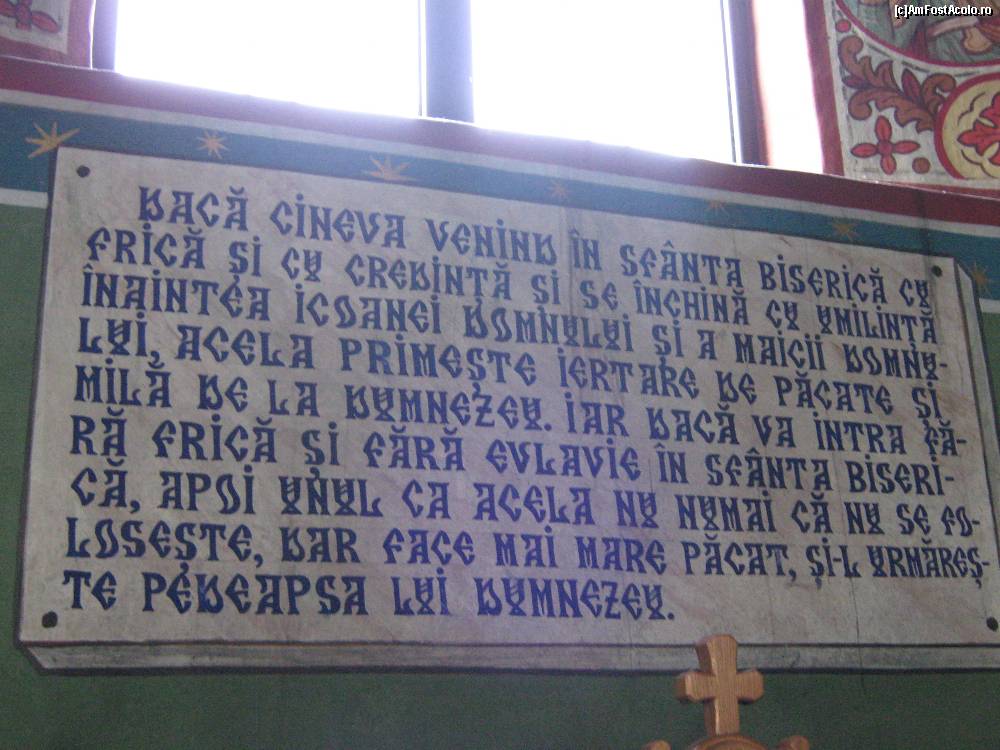 [c]AmFostAcolo.ro
DACĂ CINEVA VENIND ÎN SFÂNTA BISERICĂ CU
FRICĂ ȘI CU CREDINȚĂ ȘI SE ÎNCHINĂ CU UMILINȚĂ
ÎNAINTEA ICOANEI DOMNULUI ȘI A MAICII DOMNU-
LUI, ACELA PRIMEȘTE IERTARE DE PĂCATE ȘI
MILĂ DE LA DUMNEZEU. IAR DACĂ VA INTRA FĂ-
RĂ FRICĂ ȘI FĂRĂ EVLAVIE ÎN SFÂNTA BISERI-
CĂ, APOI UNUL CA ACELA NU NUMAI CĂ NU SE FO-
LOSEȘTE, DAR FACE MAI MARE PĂCAT, ȘI-L URMĂREȘ-
TE PEDEAPSA LUI DUMNEZEU.